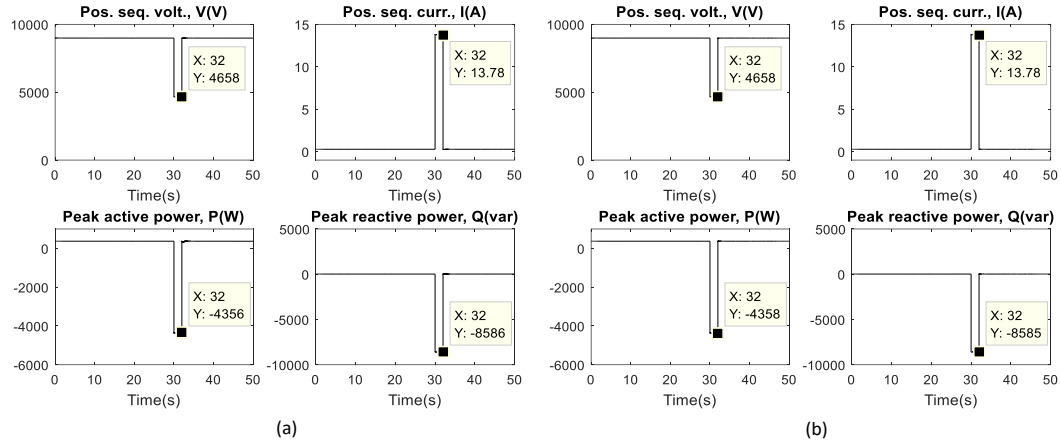 Pos. seq. volt., V(V)
10000
5000
0
X: 32
Y: 4658
0 10 20 30 40 50
Time(s)
Pos. seq. curr., I(A)
15
10
5
0
X: 32
Y: 13.78
0 10 20 30 40 50
Time(s)
Peak active power, P(W)
0
-2000
-4000
-6000
X: 32
Y: -4356
0 10 20 30 40 50
Time(s)
Peak reactive power, Q(var)
5000
0
-5000
-10000
X: 32
Y: -8586
0 10 20 30 40 50
Time(s)
(a)
Pos. seq. volt., V(V)
10000
5000
0
X: 32
Y: 4658
0 10 20 30 40 50
Time(s)
Pos. seq. curr., I(A)
15
10
5
0
X: 32
Y: 13.78
0 10 20 30 40 50
Time(s)
Peak active power, P(W)
0
-2000
-4000
-6000
X: 32
Y: -4358
0 10 20 30 40 50
Time(s)
Peak reactive power, Q(var)
5000
0
-5000
-10000
X: 32
Y: -8585
0 10 20 30 40 50
Time(s)
(b)